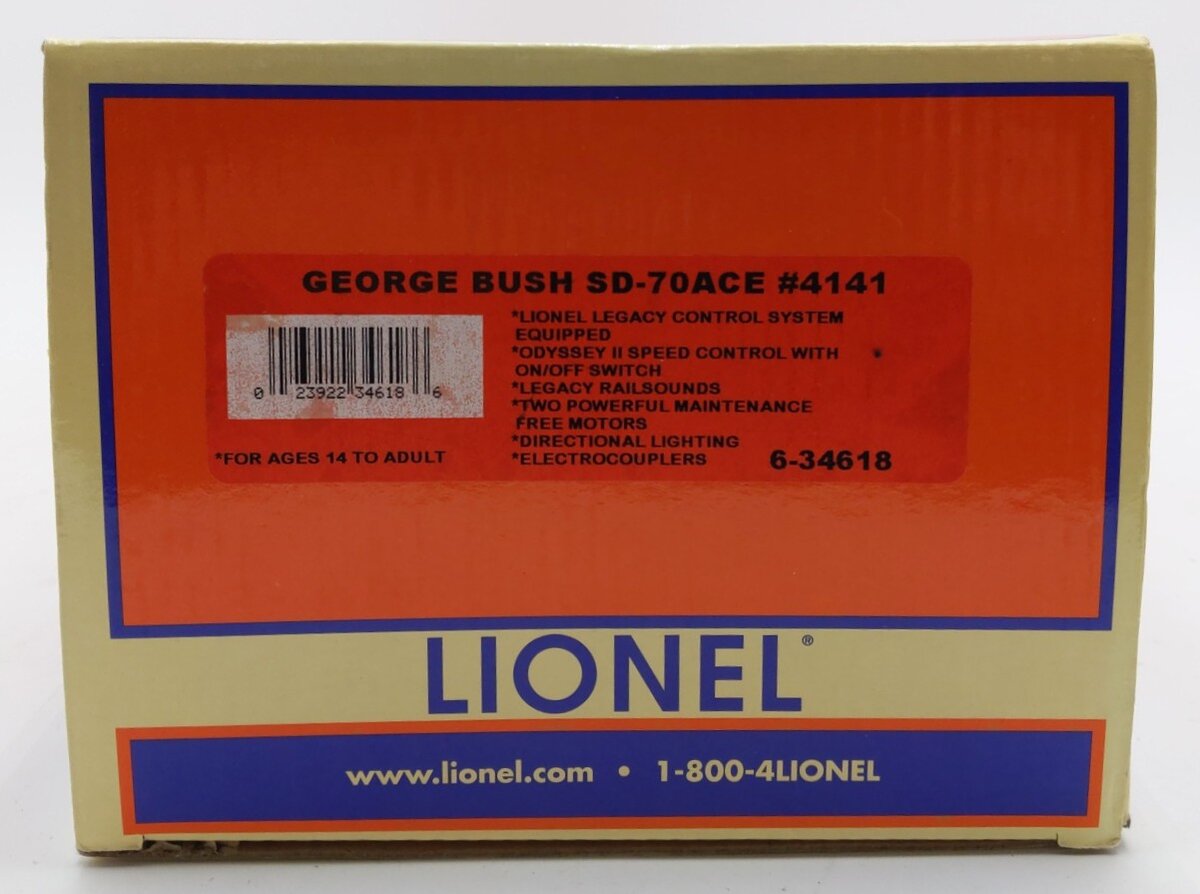 GEORGE BUSH SD-70ACE #4141
*LIONEL LEGACY CONTROL SYSTEM
EQUIPPED
*ODYSSEY II SPEED CONTROL WITH
ON/OFF SWITCH
*LEGACY RAILSOUNDS
*TWO POWERFUL MAINTENANCE
FREE MOTORS
*DIRECTIONAL LIGHTING
*ELECTROCOUPLERS
0 23922 34618 6
*FOR AGES 14 TO ADULT
6-34618
LIONEL®
www.lionel.com • 1-800-4LIONEL